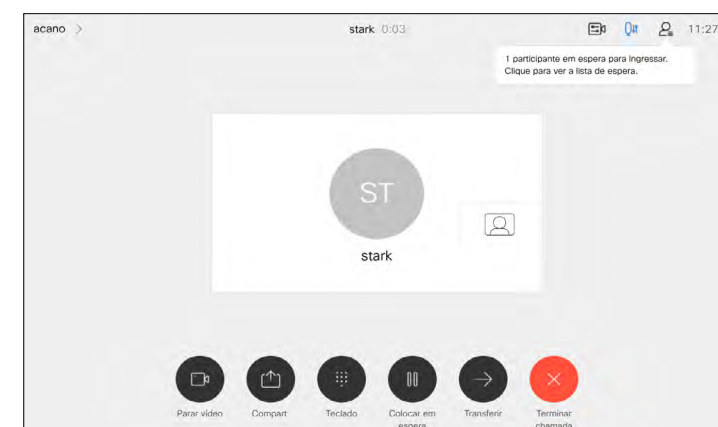 acano >
stark 0:03
11:27
1 participante em espera para ingressar.
Clique para ver a lista de espera.
ST
stark
Parar vídeo
Compart
Teclado
Colocar em
espera
Transferir
Terminar
chamada